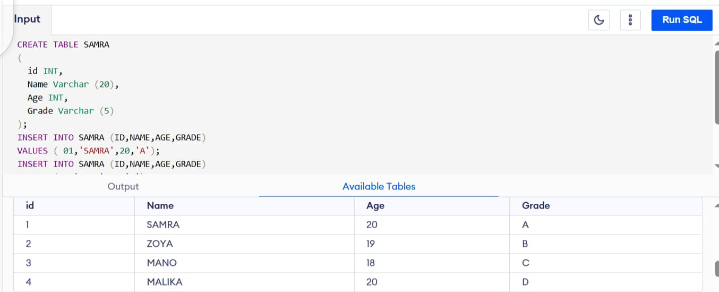 Input
Run SQL
CREATE TABLE SAMRA
(
id INT,
Name Varchar (20),
Age INT,
Grade Varchar (5)
);
INSERT INTO SAMRA (ID,NAME,AGE,GRADE)
VALUES ( 01,'SAMRA',20,'A');
INSERT INTO SAMRA (ID,NAME,AGE,GRADE)
Output Available Tables
id Name Age Grade
1 SAMRA 20 A
2 ZOYA 19 B
3 MANO 18 C
4 MALIKA 20 D